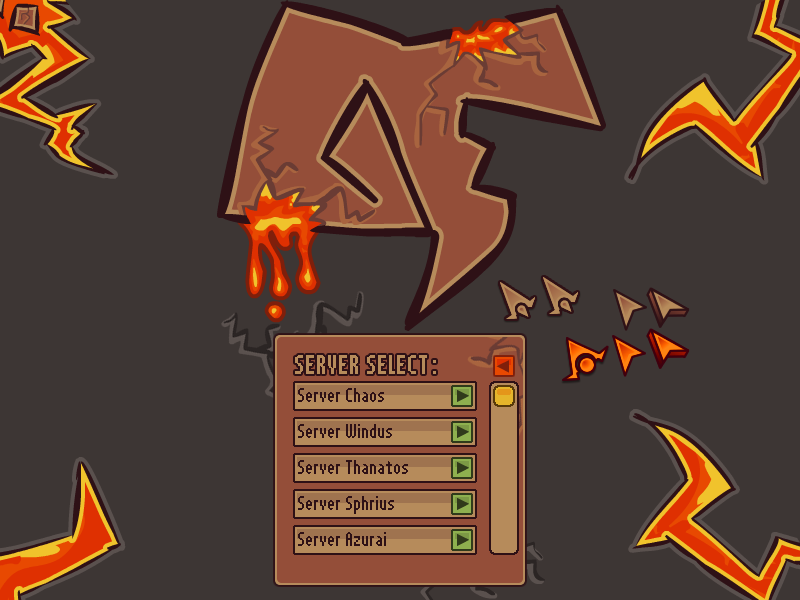 SERVER SELECT:
Server Chaos
Server Windus
Server Thanatos
Server Sphrius
Server Azurai